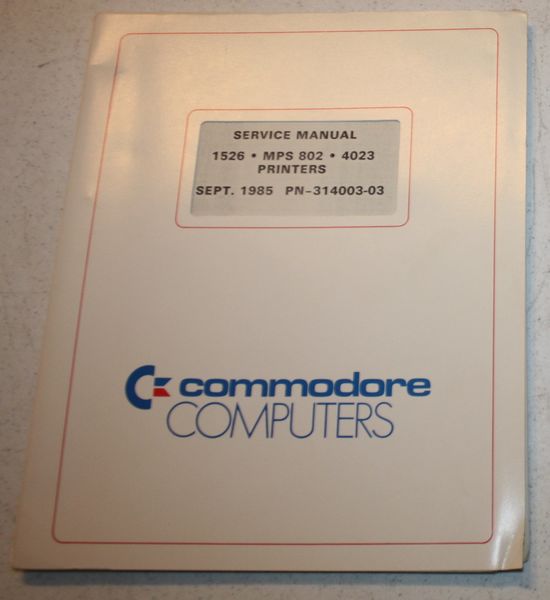 SERVICE MANUAL
1526 • MPS 802 • 4023
PRINTERS
SEPT. 1985 PN-314003-03
commodore
COMPUTERS